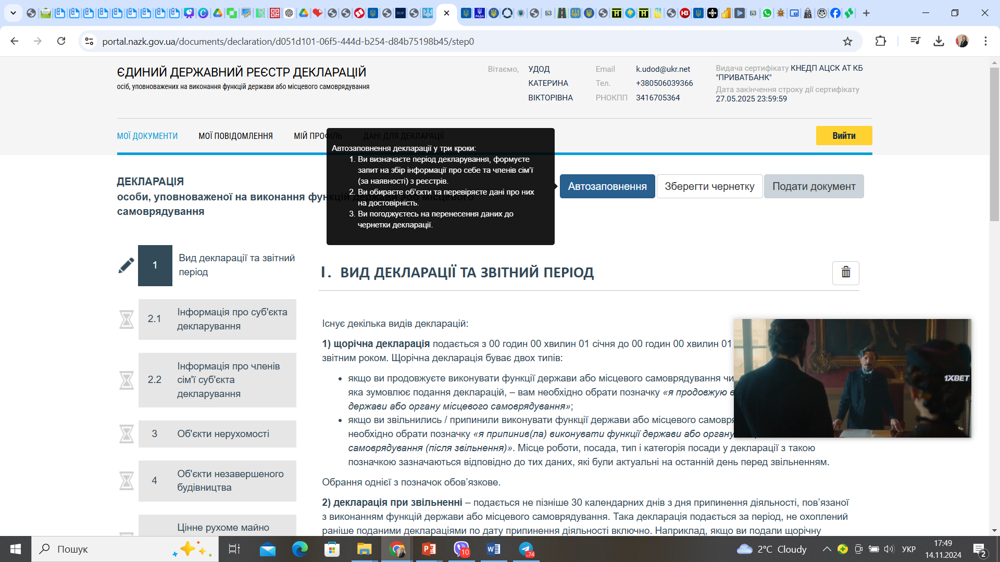 portal.nazk.gov.ua/documents/declaration/d051d101-06f5-444d-b254-d84b75198b45/step0
ЄДИНИЙ ДЕРЖАВНИЙ РЕЄСТР ДЕКЛАРАЦІЙ
осіб, уповноважених на виконання функцій держави або місцевого самоврядування
Вітаємо, УДОД
КАТЕРИНА
ВІКТОРІВНА
Email k.udod@ukr.net
Тел. +380506039366
РНОКПП 3416705364
Видача сертифікату КНЕДП АЦСК АТ КБ
"ПРИВАТБАНК"
Дата закінчення строку дії сертифікату
27.05.2025 23:59:59
МОЇ ДОКУМЕНТИ МОЇ ПОВІДОМЛЕННЯ МІЙ ПРОФІЛЬ ДАНІ ДЛЯ ДЕКЛАРАЦІЇ
Вийти
Автозаповнення декларації у три кроки:
1. Ви визначаєте період декларування, формуєте
запит на збір інформації про себе та членів сім'ї
(за наявності) з реєстрів.
2. Ви обираєте об'єкти та перевіряєте дані про них
на достовірність.
3. Ви погоджуєтесь на перенесення даних до
чернетки декларації.
ДЕКЛАРАЦІЯ
особи, уповноваженої на виконання функцій держави або місцевого
самоврядування
Автозаповнення Зберегти чернетку Подати документ
1 Вид декларації та звітний
період
2.1 Інформація про суб'єкта
декларування
2.2 Інформація про членів
сім'ї суб'єкта
декларування
3 Об'єкти нерухомості
4 Об'єкти незавершеного
будівництва
Цінне рухоме майно
I. ВИД ДЕКЛАРАЦІЇ ТА ЗВІТНИЙ ПЕРІОД
Існує декілька видів декларацій:
1) щорічна декларація подається з 00 годин 00 хвилин 01 січня до 00 годин 00 хвилин 01
звітним роком. Щорічна декларація буває двох типів:
• якщо ви продовжуєте виконувати функції держави або місцевого самоврядування чи
яка зумовлює подання декларацій, – вам необхідно обрати позначку «я продовжую в
держави або органу місцевого самоврядування»;
• якщо ви звільнились / припинили виконувати функції держави або місцевого самовря
необхідно обрати позначку «я припинив(ла) виконувати функції держави або органу
самоврядування (після звільнення)». Місце роботи, посада, тип і категорія посади у декларації з такою
позначкою зазначаються відповідно до тих даних, які були актуальні на останній день перед звільненням.
Обрання однієї з позначок обов'язкове.
2) декларація при звільненні – подається не пізніше 30 календарних днів з дня припинення діяльності, пов'язаної
з виконанням функцій держави або місцевого самоврядування. Така декларація подається за період, не охоплений
раніше поданими деклараціями по дату припинення діяльності включно. Наприклад, якщо ви подали щорічну
1XBET
Пошук
10
..74
2°C Cloudy
УКР
17:49
14.11.2024
2